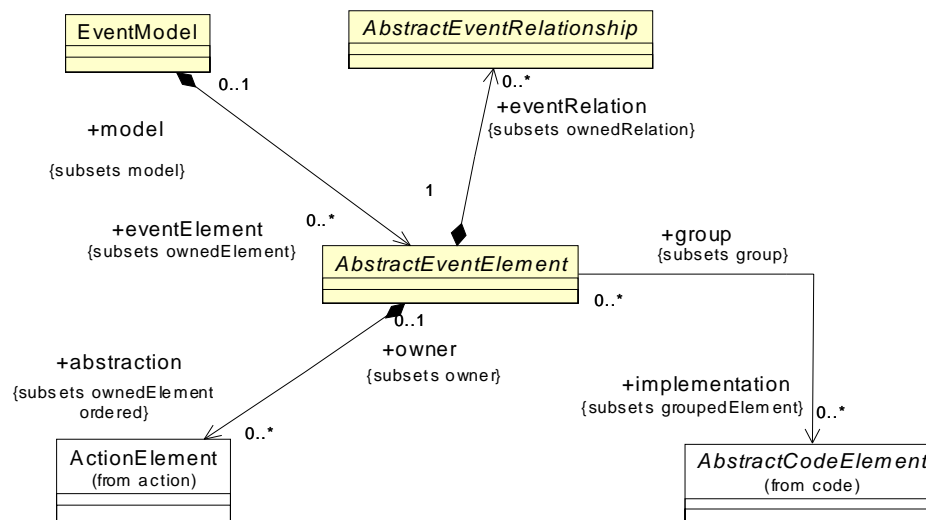 EventModel
AbstractEventRelationship
0..1
0..*
+eventRelation
{subsets ownedRelation}
+model
{subsets model}
1
0..*
+eventElement
{subsets ownedElement}
+group
{subsets group}
AbstractEventElement
0..*
0..1
+owner
{subsets owner}
+abstraction
{subsets ownedElement
ordered}
+implementation
{subsets groupedElement}
0..*
0..*
ActionElement
(from action)
AbstractCodeElement
(from code)